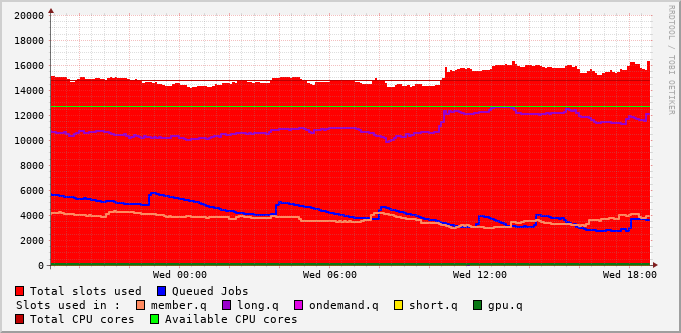 20000
18000
16000
14000
12000
10000
8000
6000
4000
2000
0
Wed 00:00 Wed 06:00 Wed 12:00 Wed 18:00
Total slots used Queued Jobs
Slots used in : member.q long.q ondemand.q short.q gpu.q
Total CPU cores Available CPU cores
RRDTOOL / TOBI OETIKER